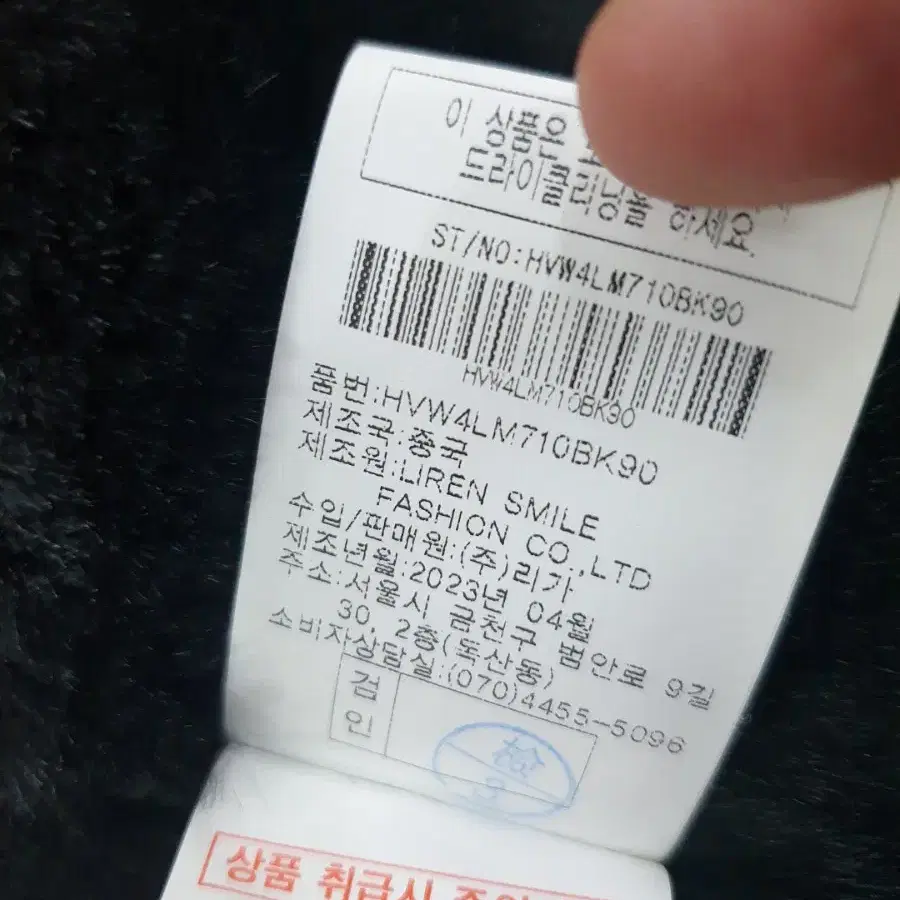 이 상품은
드라이클리닝을 하세요.
ST/NO:HVW4LM710BK90
HVW4LM710BK90
품번:HVW4LM710BK90
제조국:중국
제조원:LIREN SMILE
FASHION CO.,LTD
수입/판매원:(주)리가
제조년월:2023년 04월
주소:서울시 금천구 범안로 9길
30, 2층(독산동)
소비자상담실:(070)4455-5096
검
인
檢
상품 취급시